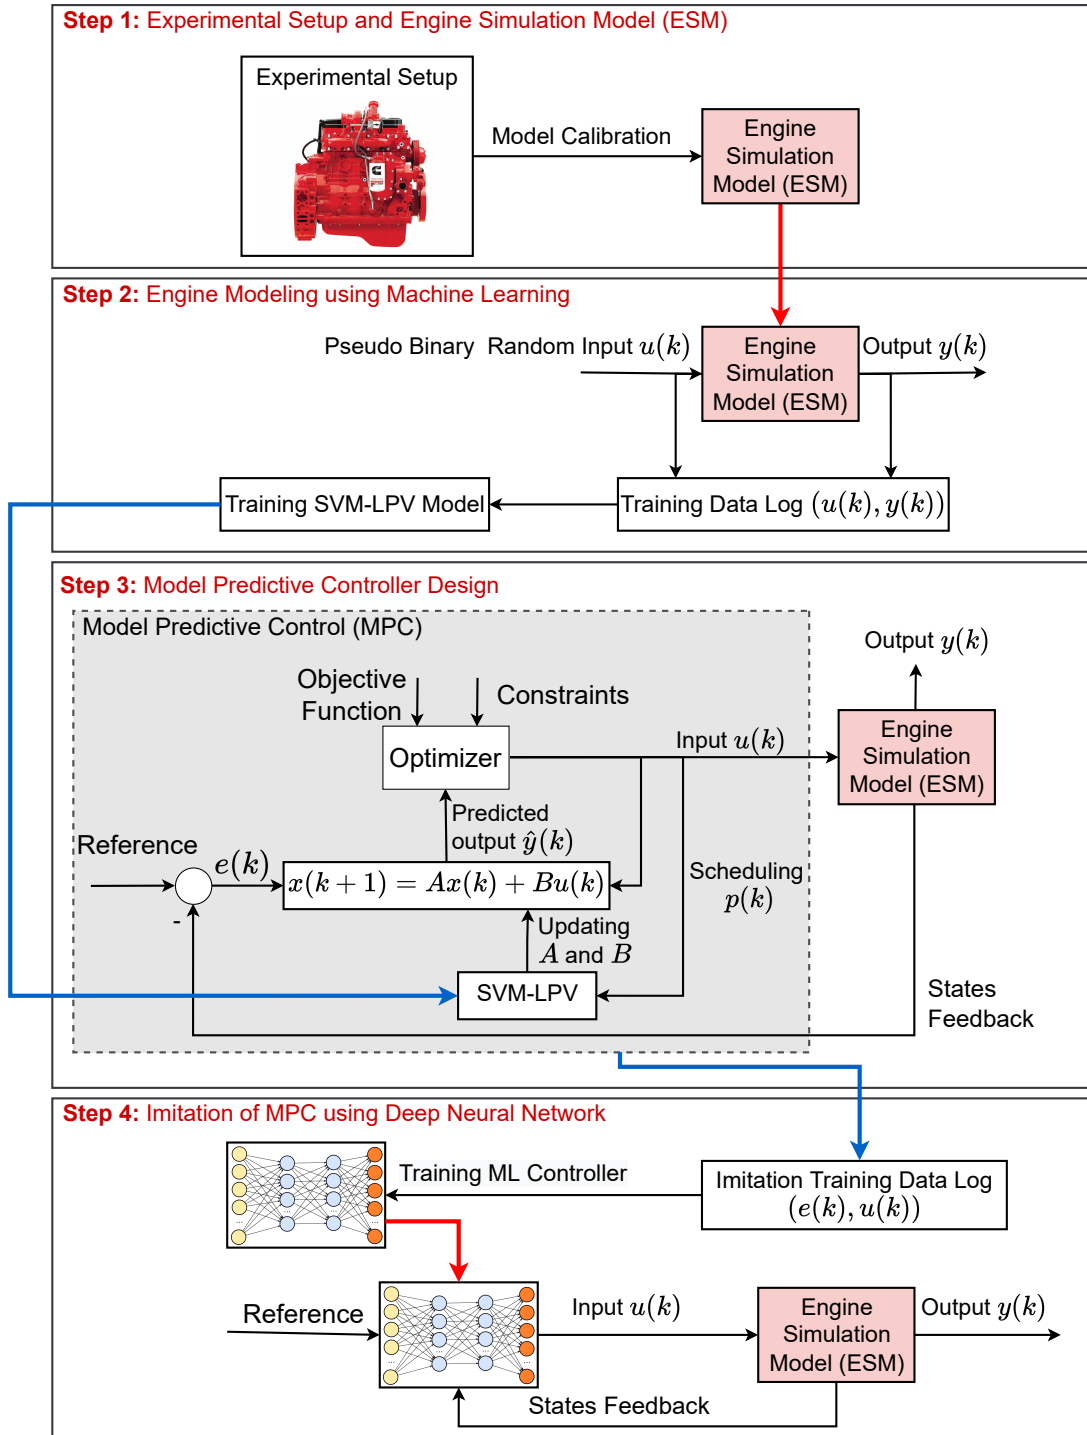 Step 1: Experimental Setup and Engine Simulation Model (ESM)
Experimental Setup
Model Calibration
Engine
Simulation
Model (ESM)
Step 2: Engine Modeling using Machine Learning
Pseudo Binary Random Input u(k)
Engine
Simulation
Model (ESM)
Output y(k)
Training SVM-LPV Model
Training Data Log (u(k), y(k))
Step 3: Model Predictive Controller Design
Model Predictive Control (MPC)
Output y(k)
Objective
Function
Constraints
Optimizer
Input u(k)
Engine
Simulation
Model (ESM)
Predicted
output ŷ(k)
Reference
e(k)
x(k + 1) = Ax(k) + Bu(k)
Scheduling
p(k)
-
Updating
A and B
SVM-LPV
States
Feedback
Step 4: Imitation of MPC using Deep Neural Network
Training ML Controller
Imitation Training Data Log
(e(k), u(k))
...
...
...
...
Reference
Input u(k)
Engine
Simulation
Model (ESM)
Output y(k)
...
...
...
...
States Feedback